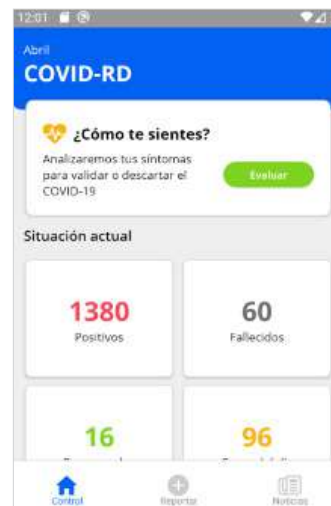 12:01
Abril
COVID-RD
¿Cómo te sientes?
Analizaremos tus síntomas
para validar o descartar el
COVID-19
Evaluar
Situación actual
1380
Positivos
60
Fallecidos
16
96
Control
Reportar
Noticias